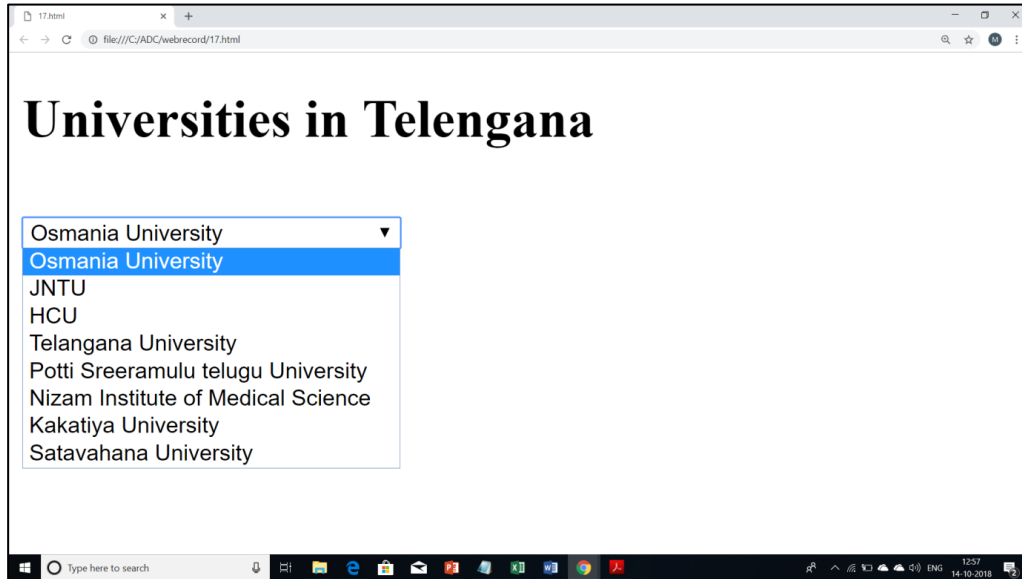 17.html
file:///C:/ADC/webrecord/17.html
M
Universities in Telengana
Osmania University
Osmania University
JNTU
HCU
Telangana University
Potti Sreeramulu telugu University
Nizam Institute of Medical Science
Kakatiya University
Satavahana University
Type here to search
ENG
12:57
14-10-2018
2